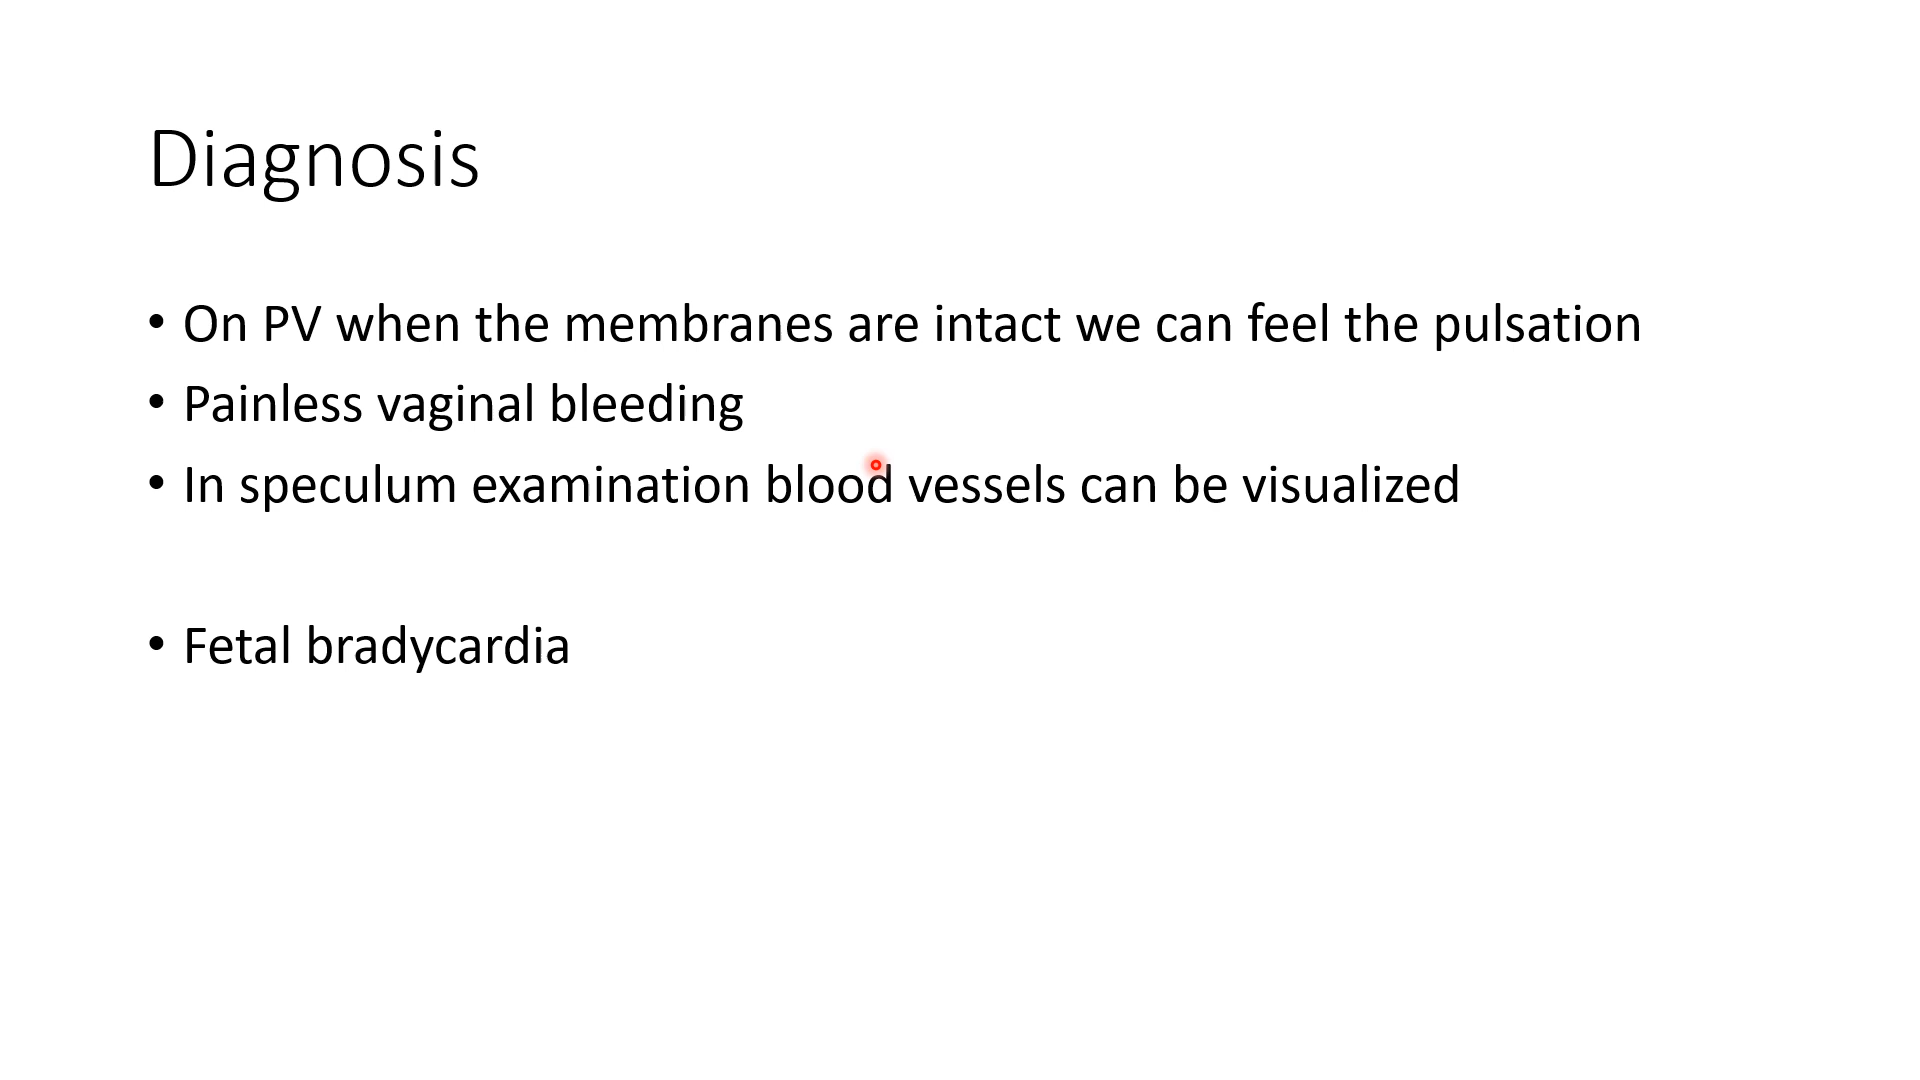 Diagnosis
• On PV when the membranes are intact we can feel the pulsation
• Painless vaginal bleeding
• In speculum examination blood vessels can be visualized
• Fetal bradycardia